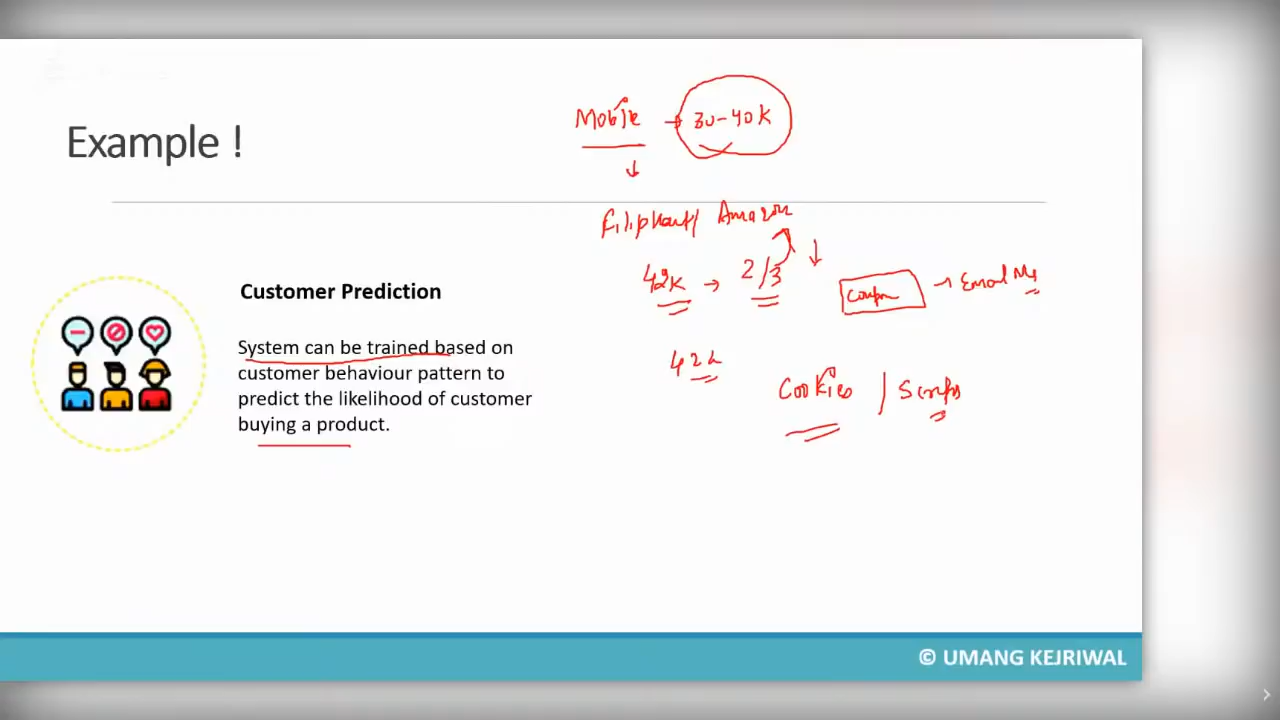 Example !
Mobile → 30-40K
Flipkart/ Amazon
42K → 2/3
Coupon → Email
42K
Cookies / Scripts
Customer Prediction
System can be trained based on
customer behaviour pattern to
predict the likelihood of customer
buying a product.
© UMANG KEJRIWAL